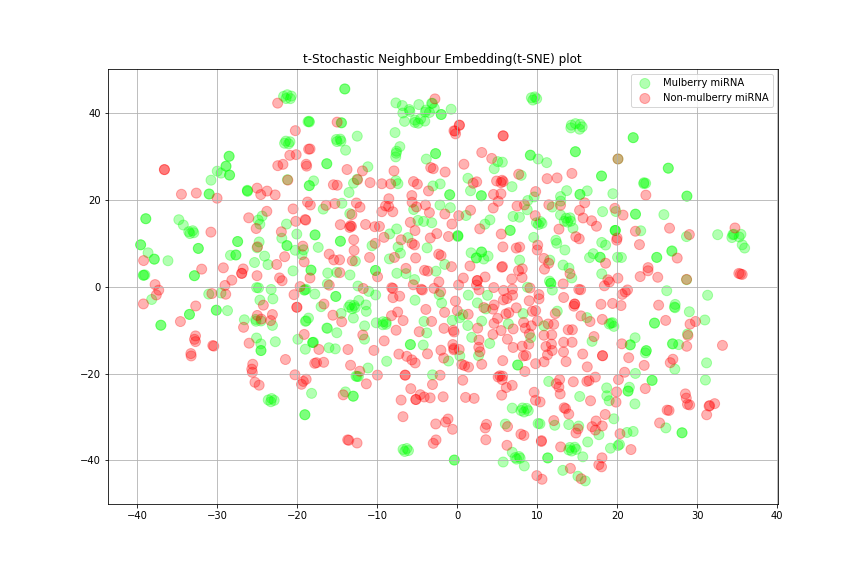 t-Stochastic Neighbour Embedding(t-SNE) plot
Mulberry miRNA
Non-mulberry miRNA
40
20
0
−20
−40
−40 −30 −20 −10 0 10 20 30 40